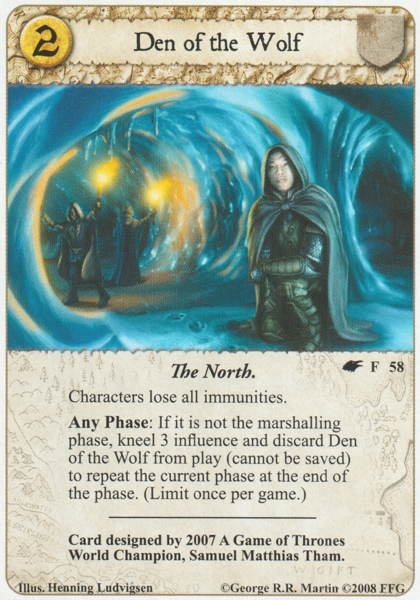 2
Den of the Wolf
The North.
F 58
Characters lose all immunities.
Any Phase: If it is not the marshalling
phase, kneel 3 influence and discard Den
of the Wolf from play (cannot be saved)
to repeat the current phase at the end of
the phase. (Limit once per game.)
Card designed by 2007 A Game of Thrones
World Champion, Samuel Matthias Tham.
W GIFT
Illus. Henning Ludvigsen
©George R.R. Martin ©2008 FFG